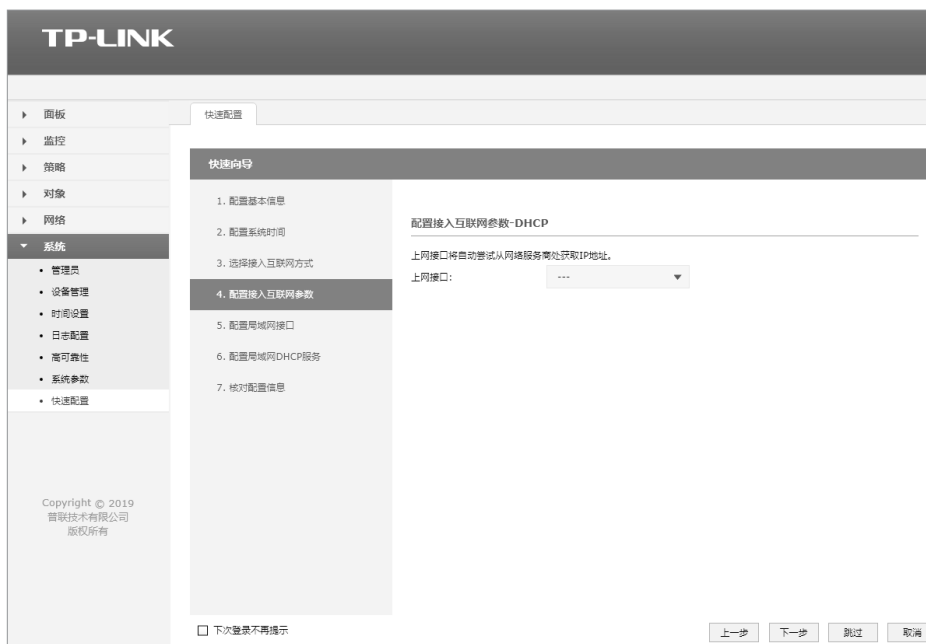 TP-LINK
面板
监控
策略
对象
网络
系统
管理员
设备管理
时间设置
日志配置
高可靠性
系统参数
快速配置
Copyright © 2019
普联技术有限公司
版权所有
快速配置
快速向导
1. 配置基本信息
2. 配置系统时间
3. 选择接入互联网方式
4. 配置接入互联网参数
5. 配置局域网接口
6. 配置局域网DHCP服务
7. 核对配置信息
配置接入互联网参数-DHCP
上网接口将自动尝试从网络服务商处获取IP地址。
上网接口: ---
下次登录不再提示
上一步 下一步 跳过 取消